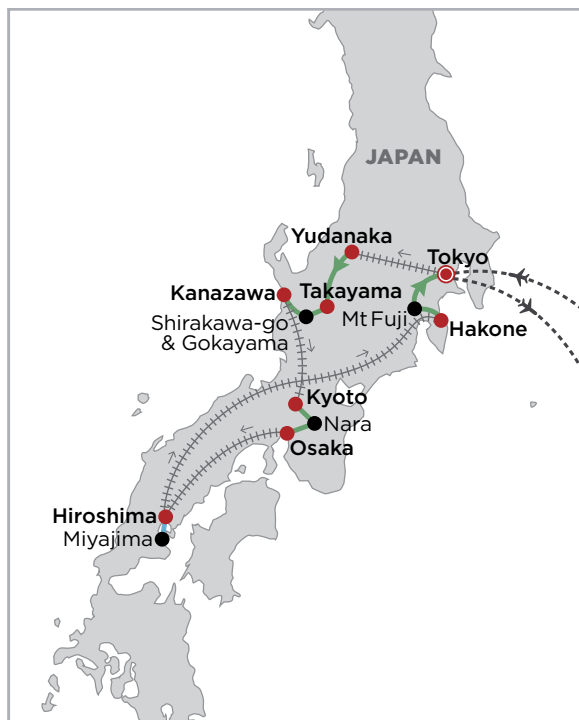 JAPAN
Yudanaka
Tokyo
Kanazawa
Takayama
Shirakawa-go
& Gokayama
Mt Fuji
Hakone
Kyoto
Nara
Osaka
Hiroshima
Miyajima